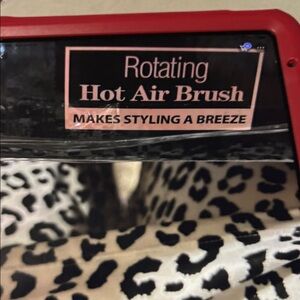 Rotating
Hot Air Brush
MAKES STYLING A BREEZE